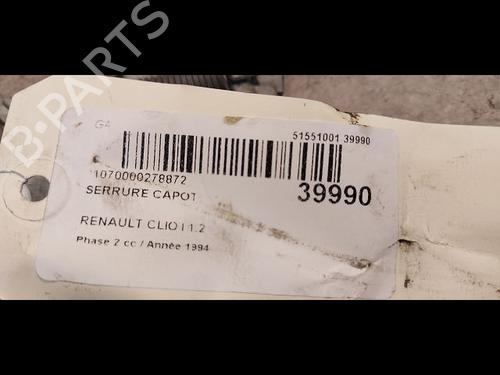 B-PARTS
GA
51551001 39990
1070000278872
39990
SERRURE CAPOT
RENAULT CLIO I 1.2
Phase 2 cc / Année 1994